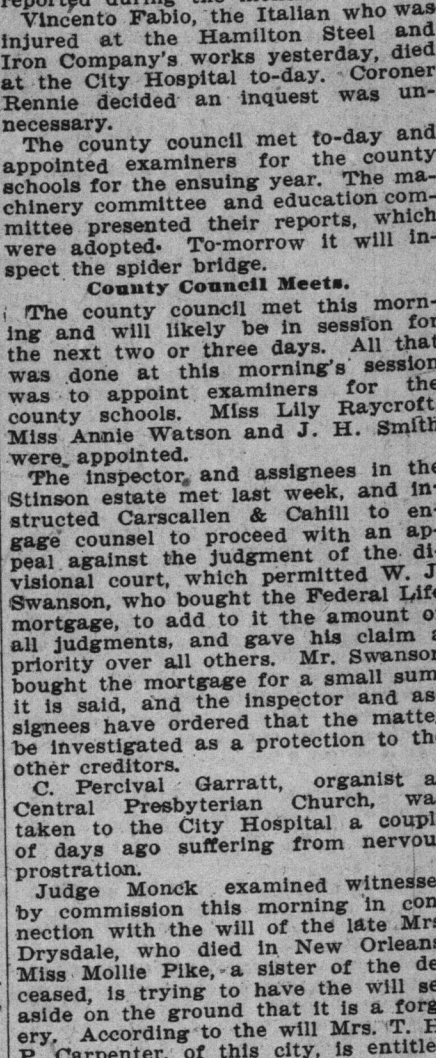 reported during the
Vincento Fabio, the Italian who was
injured at the Hamilton Steel and
Iron Company's works yesterday, died
at the City Hospital to-day. Coroner
Rennie decided an inquest was un-
necessary.
The county council met to-day and
appointed examiners for the county
schools for the ensuing year. The ma-
chinery committee and education com-
mittee presented their reports, which
were adopted. To-morrow it will in-
spect the spider bridge.
County Council Meets.
The county council met this morn-
ing and will likely be in session for
the next two or three days. All that
was done at this morning's session
was to appoint examiners for the
county schools. Miss Lily Raycroft
Miss Annie Watson and J. H. Smith
were appointed.
The inspector and assignees in the
Stinson estate met last week, and in-
structed Carscallen & Cahill to en-
gage counsel to proceed with an ap-
peal against the judgment of the di-
visional court, which permitted W. J
Swanson, who bought the Federal Life
mortgage, to add to it the amount o
all judgments, and gave his claim a
priority over all others. Mr. Swanson
bought the mortgage for a small sum
it is said, and the inspector and as
signees have ordered that the matte
be investigated as a protection to th
other creditors.
C. Percival Garratt, organist a
Central Presbyterian Church, wa
taken to the City Hospital a coupl
of days ago suffering from nervou
prostration.
Judge Monck examined witnesse
by commission this morning in con
nection with the will of the late Mrs
Drysdale, who died in New Orleans
Miss Mollie Pike, a sister of the de
ceased, is trying to have the will se
aside on the ground that it is a forg
ery. According to the will Mrs. T. H
P. Carpenter, of this city, is entitle